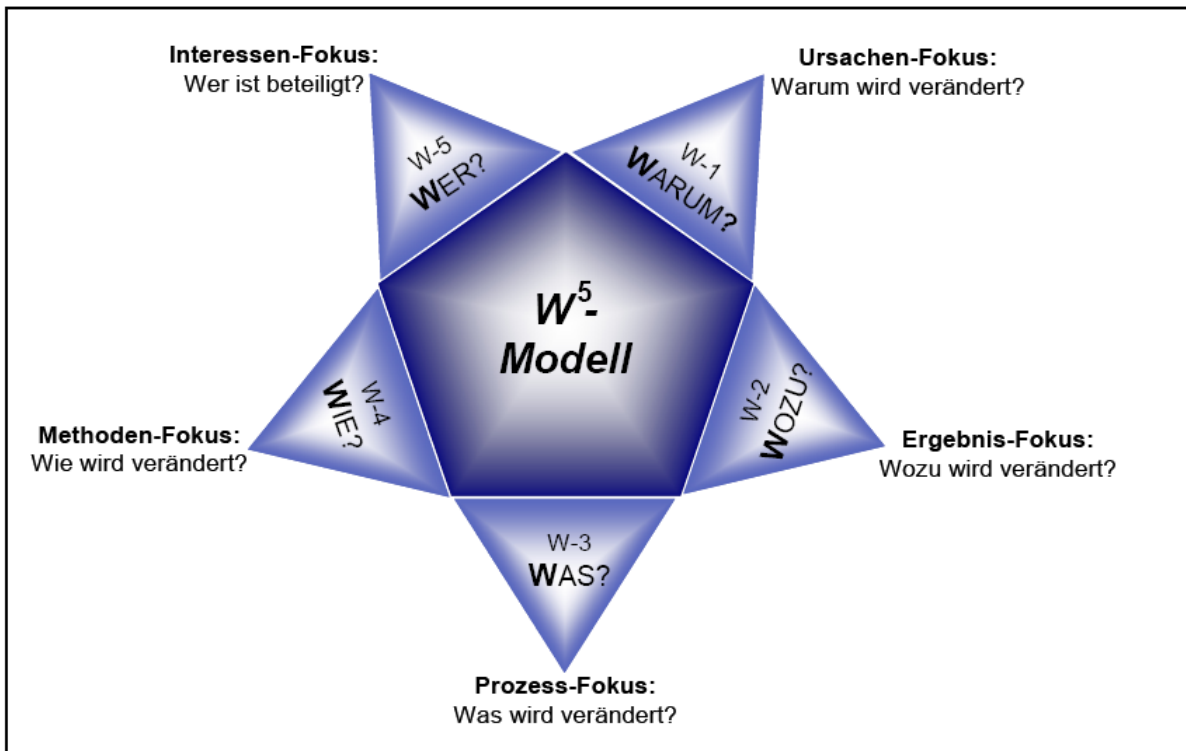 Interessen-Fokus:
Wer ist beteiligt?
Ursachen-Fokus:
Warum wird verändert?
W-5
WER?
W-1
WARUM?
W⁵-
Modell
W-4
WIE?
W-2
WOZU?
Methoden-Fokus:
Wie wird verändert?
Ergebnis-Fokus:
Wozu wird verändert?
W-3
WAS?
Prozess-Fokus:
Was wird verändert?